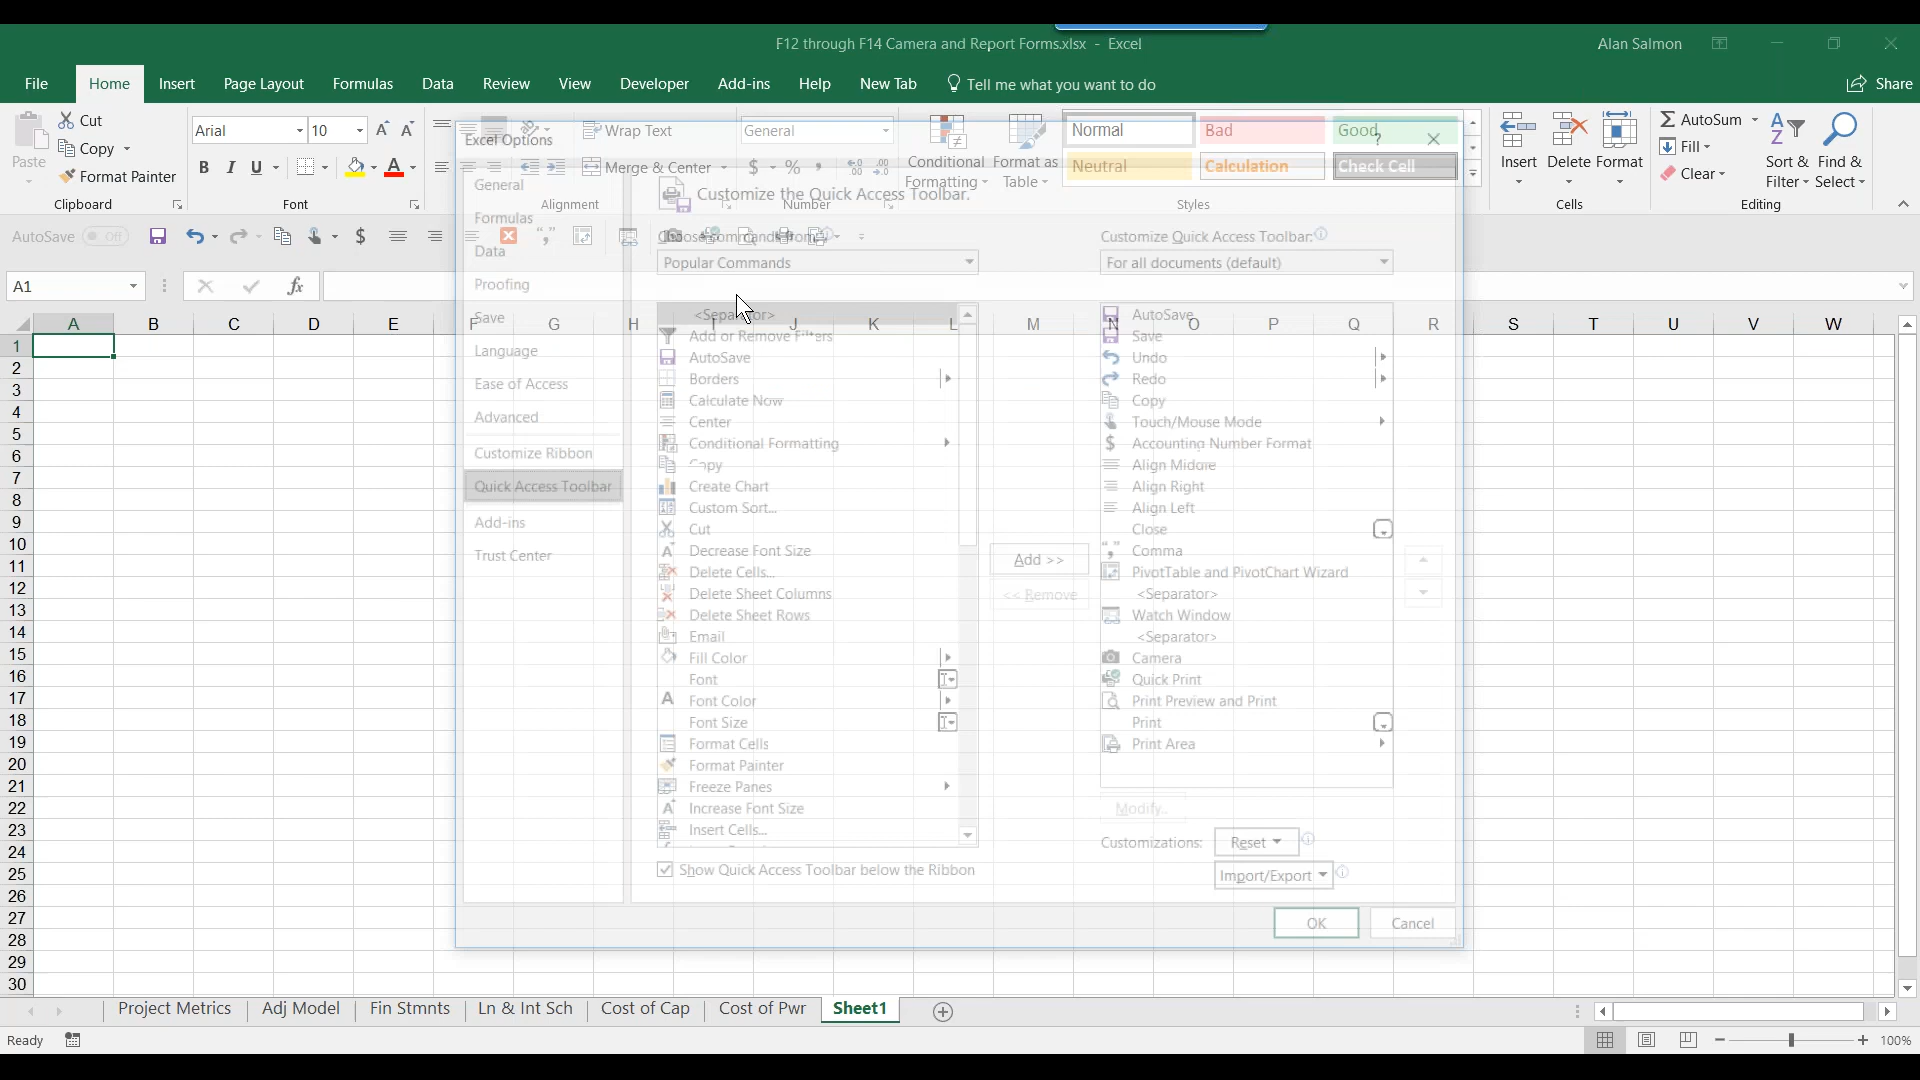 F12 through F14 Camera and Report Forms.xlsx - Excel
Alan Salmon
File Home Insert Page Layout Formulas Data Review View Developer Add-ins Help New Tab Tell me what you want to do Share
Paste
Cut
Copy
Format Painter
Clipboard
Arial 10
B I U
Font
Wrap Text
Merge & Center
Alignment
General
$ % ,
Number
Conditional Formatting
Format as Table
Normal Bad Good
Neutral Calculation Check Cell
Styles
Insert Delete Format
Cells
AutoSum
Fill
Clear
Sort & Filter
Find & Select
Editing
AutoSave Off
A1
fx
A B C D E F G H I J K L M N O P Q R S T U V W
1
2
3
4
5
6
7
8
9
10
11
12
13
14
15
16
17
18
19
20
21
22
23
24
25
26
27
28
29
30
Excel Options
?
General
Formulas
Data
Proofing
Save
Language
Ease of Access
Advanced
Customize Ribbon
Quick Access Toolbar
Add-ins
Trust Center
Customize the Quick Access Toolbar.
Choose commands from:
Popular Commands
<Separator>
Add or Remove Filters
AutoSave
Borders
Calculate Now
Center
Conditional Formatting
Copy
Create Chart
Custom Sort...
Cut
Decrease Font Size
Delete Cells...
Delete Sheet Columns
Delete Sheet Rows
Email
Fill Color
Font
Font Color
Font Size
Format Cells
Format Painter
Freeze Panes
Increase Font Size
Insert Cells...
Show Quick Access Toolbar below the Ribbon
Add >>
<< Remove
Customize Quick Access Toolbar:
For all documents (default)
AutoSave
Save
Undo
Redo
Copy
Touch/Mouse Mode
Accounting Number Format
Align Middle
Align Right
Align Left
Close
Comma
PivotTable and PivotChart Wizard
<Separator>
Watch Window
<Separator>
Camera
Quick Print
Print Preview and Print
Print
Print Area
Modify...
Customizations: Reset
Import/Export
OK Cancel
Project Metrics Adj Model Fin Stmnts Ln & Int Sch Cost of Cap Cost of Pwr Sheet1
Ready
100%